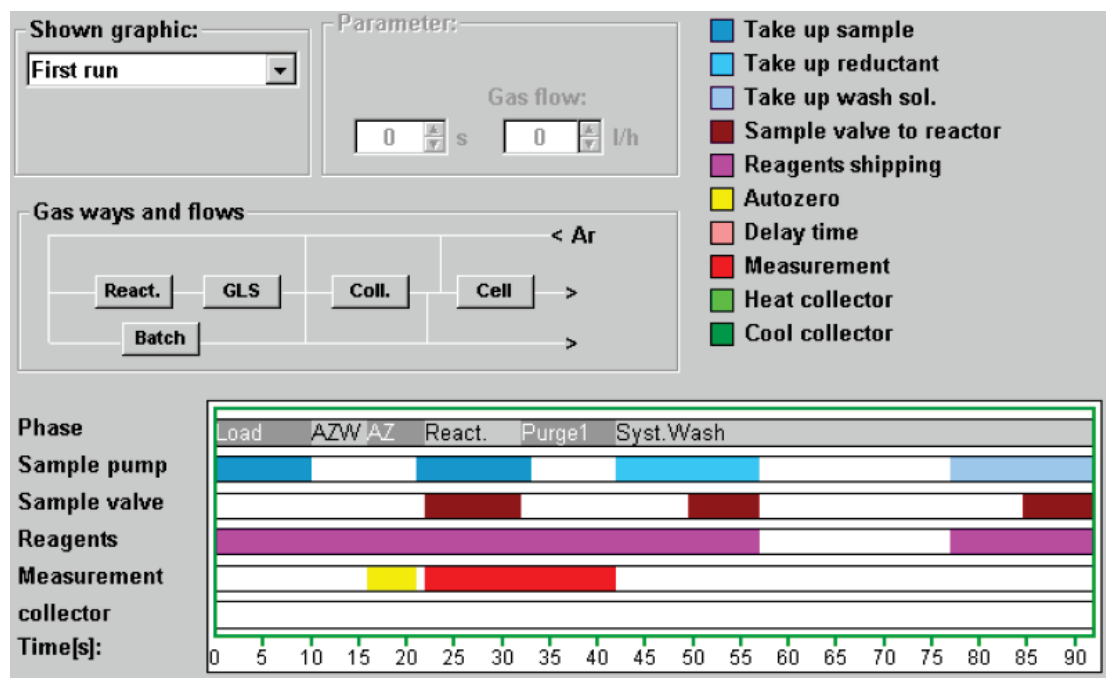 Shown graphic:
First run
Parameter:
Gas flow:
0 s 0 l/h
Take up sample
Take up reductant
Take up wash sol.
Sample valve to reactor
Reagents shipping
Autozero
Delay time
Measurement
Heat collector
Cool collector
Gas ways and flows
< Ar
React. GLS Coll. Cell >
Batch >
Phase Load AZW AZ React. Purge1 Syst.Wash
Sample pump
Sample valve
Reagents
Measurement
collector
Time[s]: 0 5 10 15 20 25 30 35 40 45 50 55 60 65 70 75 80 85 90